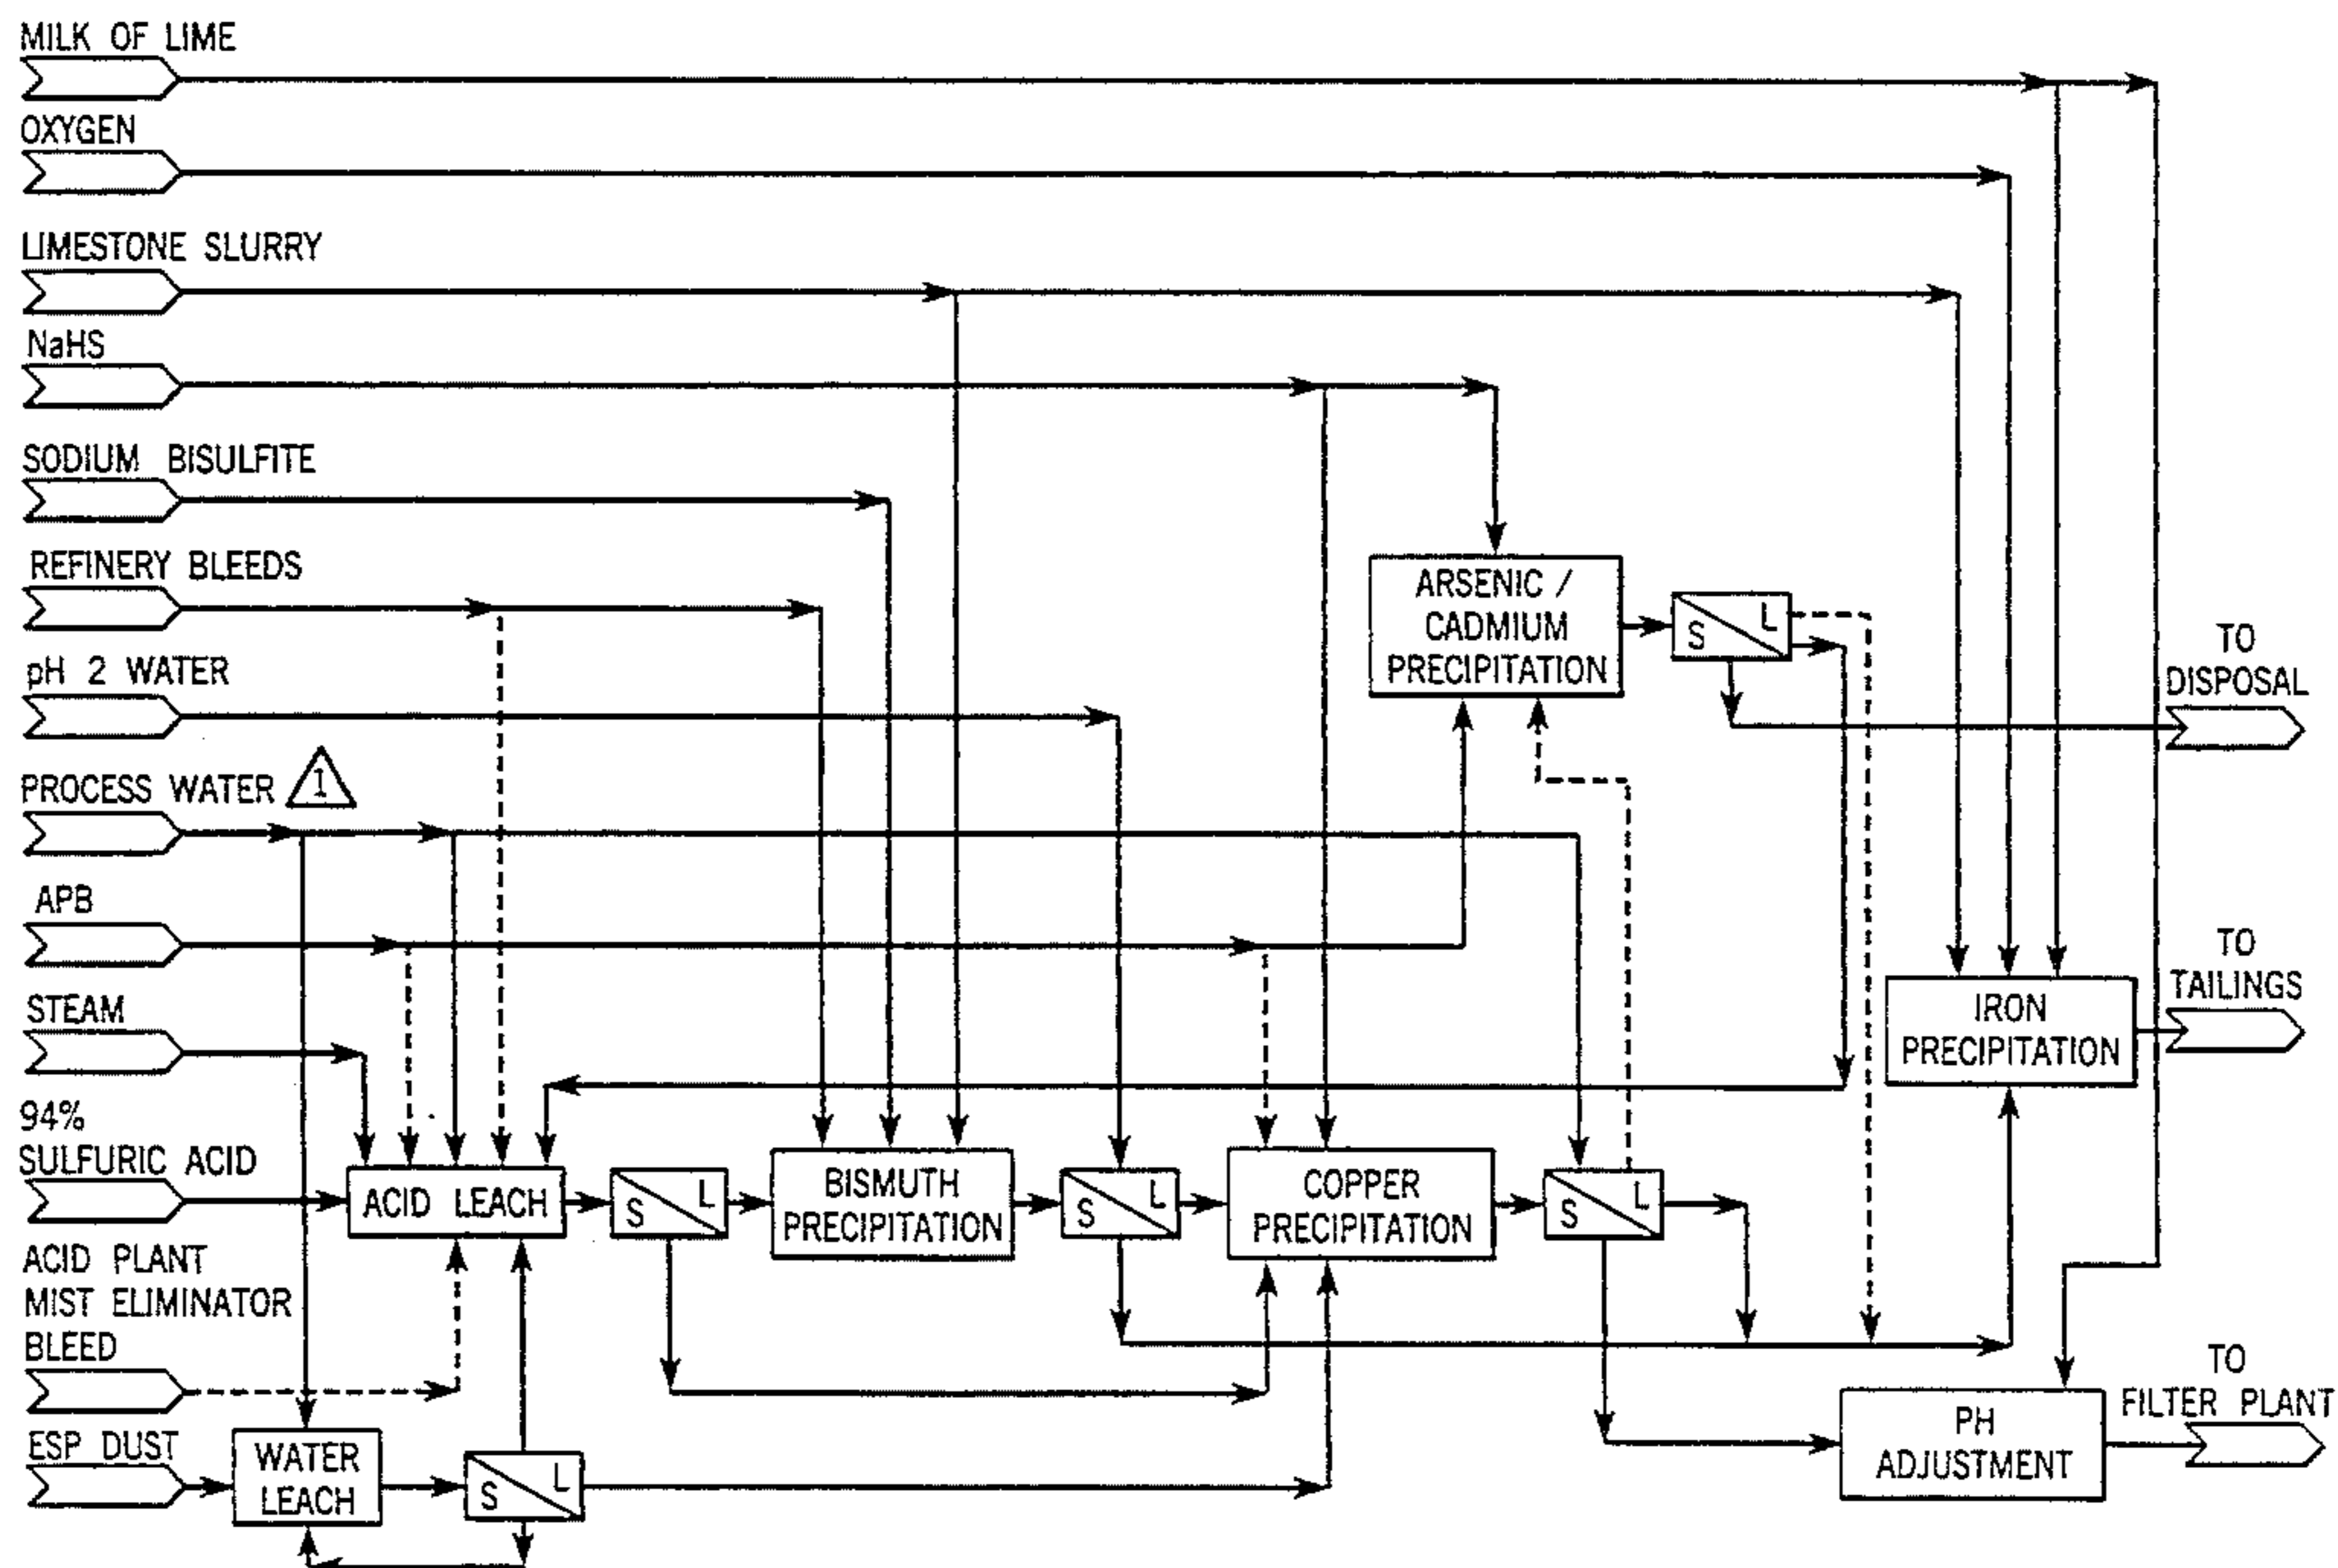 MILK OF LIME
OXYGEN
LIMESTONE SLURRY
NaHS
SODIUM BISULFITE
REFINERY BLEEDS
pH 2 WATER
PROCESS WATER 1
APB
STEAM
94%
SULFURIC ACID
ACID PLANT
MIST ELIMINATOR
BLEED
ESP DUST
WATER
LEACH
S L
ACID LEACH
S L
BISMUTH
PRECIPITATION
S L
COPPER
PRECIPITATION
S L
ARSENIC /
CADMIUM
PRECIPITATION
S L
IRON
PRECIPITATION
PH
ADJUSTMENT
TO
DISPOSAL
TO
TAILINGS
TO
FILTER PLANT